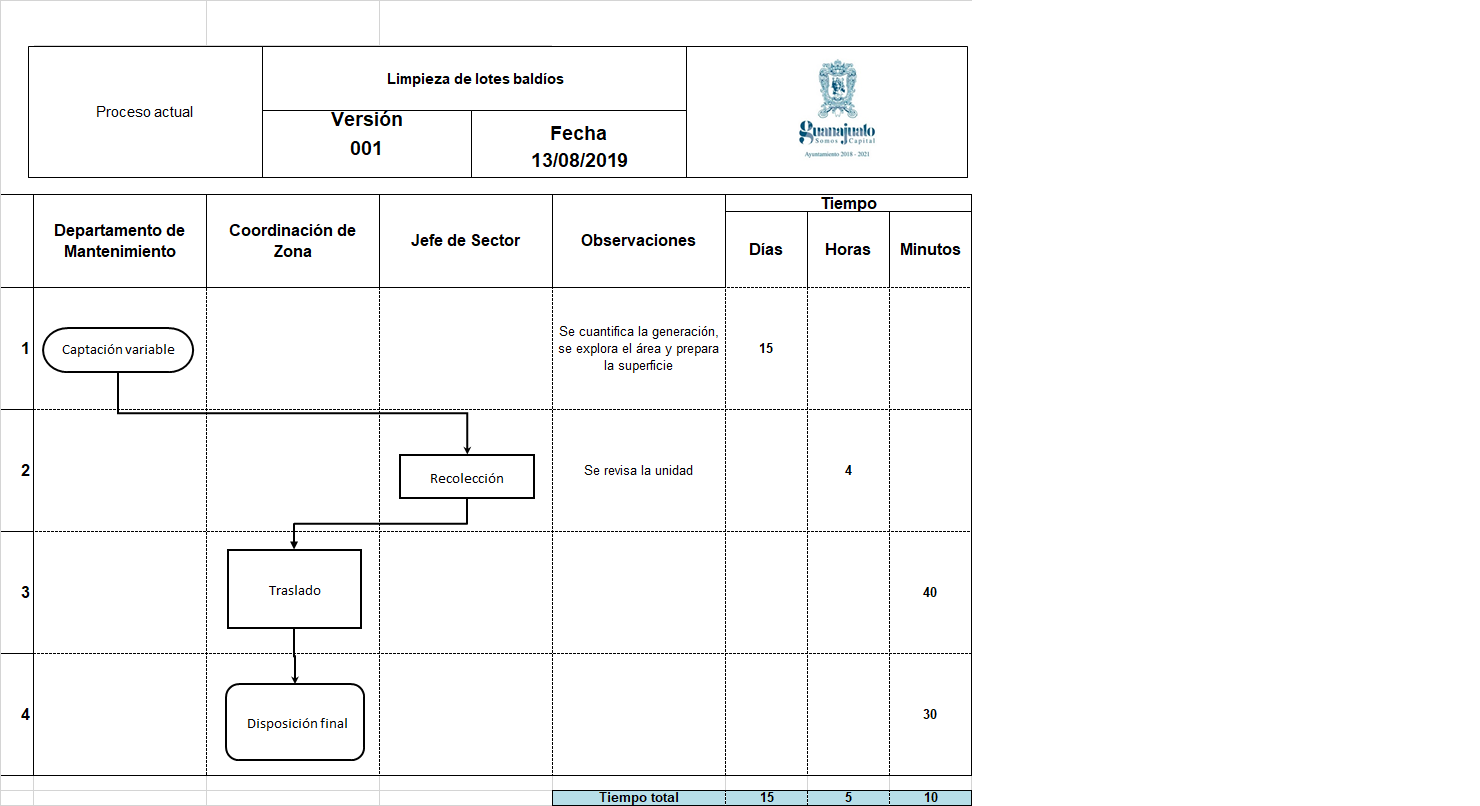 Proceso actual
Limpieza de lotes baldíos
Versión
001
Fecha
13/08/2019
guanajuato
Somos Capital
Ayuntamiento 2018 - 2021
Departamento de
Mantenimiento
Coordinación de
Zona
Jefe de Sector
Observaciones
Tiempo
Días
Horas
Minutos
1
Captación variable
Se cuantifica la generación,
se explora el área y prepara
la superficie
15
2
Recolección
Se revisa la unidad
4
3
Traslado
40
4
Disposición final
30
Tiempo total
15
5
10